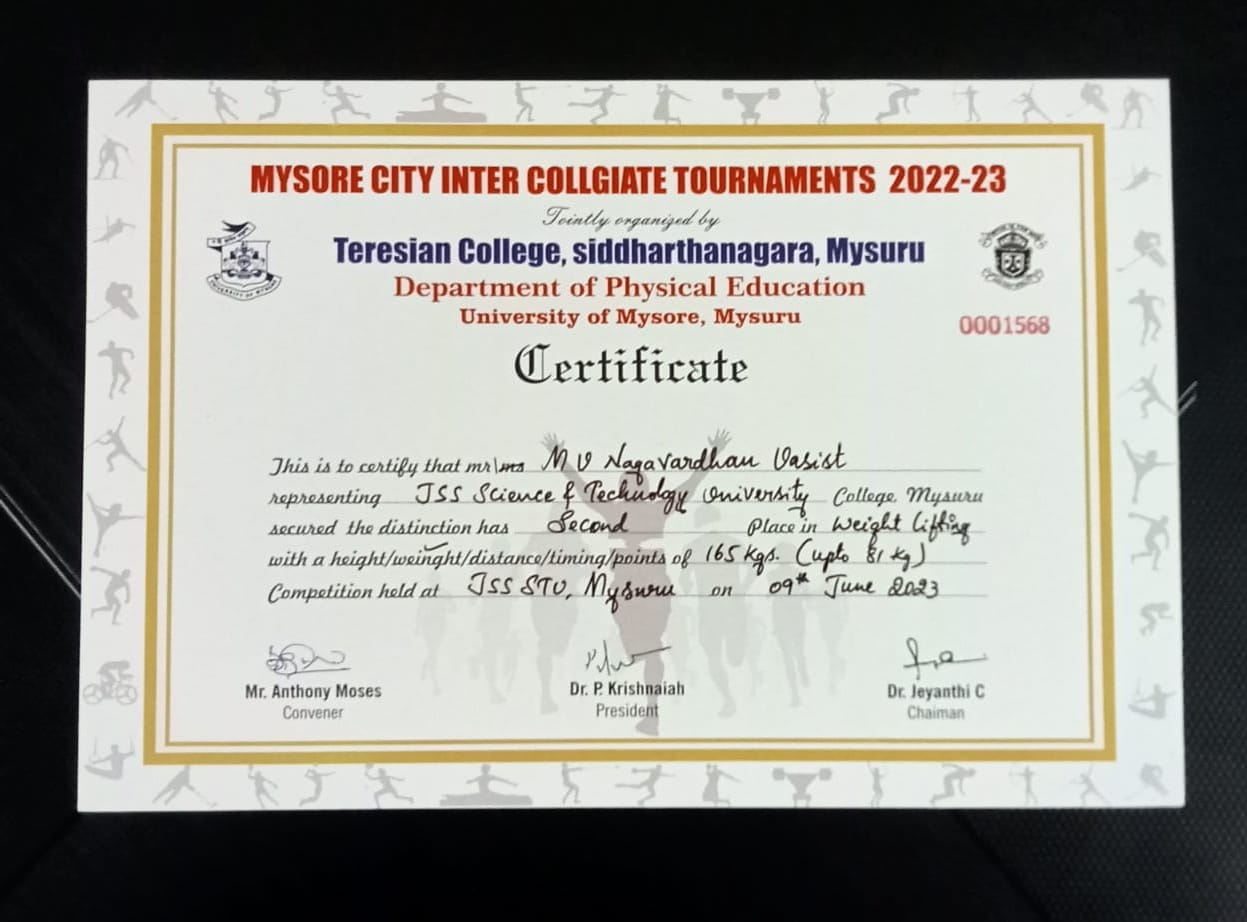 MYSORE CITY INTER COLLGIATE TOURNAMENTS 2022-23
Jointly organized by
Teresian College, siddharthanagara, Mysuru
Department of Physical Education
University of Mysore, Mysuru
0001568
Certificate
This is to certify that mr\ms M V Nagavardhan Vasist
representing JSS Science & Technology University College, Mysuru
secured the distinction has Second Place in Weight Lifting
with a height/weinght/distance/timing/points of 165 kgs. (upto 81 kg)
Competition held at JSS STU, Mysuru on 09th June 2023
Mr. Anthony Moses
Convener
Dr. P. Krishnaiah
President
Dr. Jeyanthi C
Chaiman